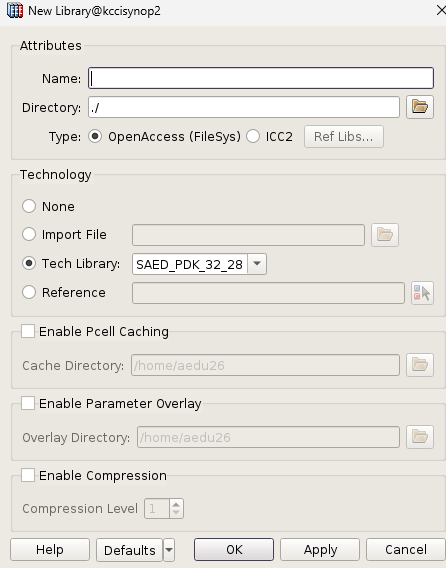 New Library@kccisynop2
Attributes
Name:
Directory: ./
Type: OpenAccess (FileSys) ICC2 Ref Libs...
Technology
None
Import File
Tech Library: SAED_PDK_32_28
Reference
Enable Pcell Caching
Cache Directory: /home/aedu26
Enable Parameter Overlay
Overlay Directory: /home/aedu26
Enable Compression
Compression Level 1
Help Defaults OK Apply Cancel